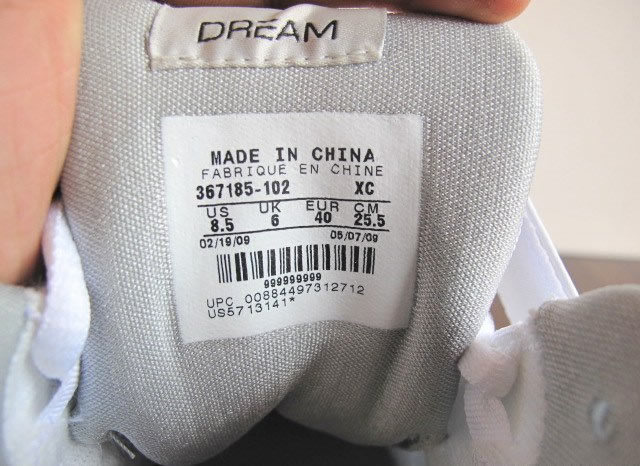 DREAM
MADE IN CHINA
FABRIQUE EN CHINE
367185-102 XC
US UK EUR CM
8.5 6 40 25.5
02/19/09 05/07/09
999999999
UPC 00884497312712
US5713141*